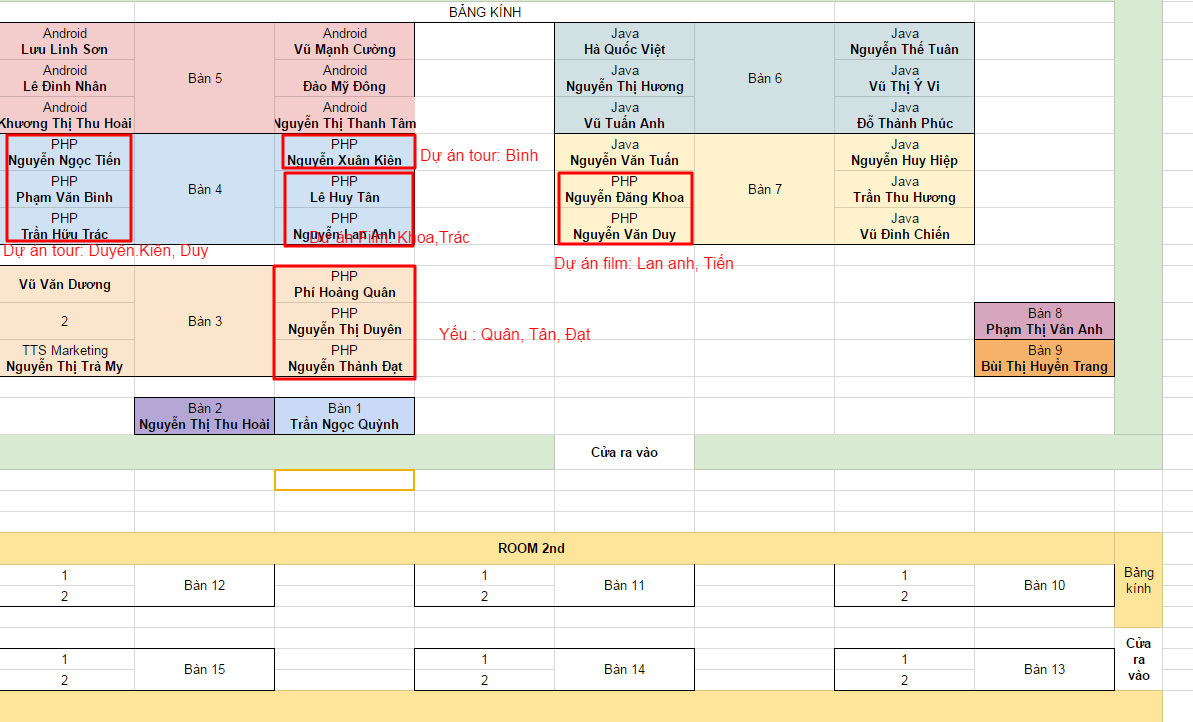 BẢNG KÍNH
Android
Lưu Linh Sơn
Android
Lê Đình Nhân
Android
Khương Thị Thu Hoài
Bàn 5
Android
Vũ Mạnh Cường
Android
Đào Mỹ Đông
Android
Nguyễn Thị Thanh Tâm
Java
Hà Quốc Việt
Java
Nguyễn Thị Hương
Java
Vũ Tuấn Anh
Bàn 6
Java
Nguyễn Thế Tuân
Java
Vũ Thị Ý Vi
Java
Đỗ Thành Phúc
PHP
Nguyễn Ngọc Tiến
PHP
Phạm Văn Bình
PHP
Trần Hữu Trác
Bàn 4
PHP
Nguyễn Xuân Kiên
PHP
Lê Huy Tân
PHP
Nguyễn Lan Anh
Dự án tour: Bình
Dự án Film: Khoa,Trác
Dự án tour: Duyên.Kiên, Duy
Java
Nguyễn Văn Tuấn
PHP
Nguyễn Đăng Khoa
PHP
Nguyễn Văn Duy
Bàn 7
Java
Nguyễn Huy Hiệp
Java
Trần Thu Hương
Java
Vũ Đình Chiến
Dự án film: Lan anh, Tiến
Vũ Văn Dương
2
TTS Marketing
Nguyễn Thị Trà My
Bàn 3
PHP
Phí Hoàng Quân
PHP
Nguyễn Thị Duyên
PHP
Nguyễn Thành Đạt
Yếu : Quân, Tân, Đạt
Bàn 8
Phạm Thị Vân Anh
Bàn 9
Bùi Thị Huyền Trang
Bàn 2
Nguyễn Thị Thu Hoài
Bàn 1
Trần Ngọc Quỳnh
Cửa ra vào
ROOM 2nd
1
2
Bàn 12
1
2
Bàn 11
1
2
Bàn 10
Bảng
kính
1
2
Bàn 15
1
2
Bàn 14
1
2
Bàn 13
Cửa
ra
vào